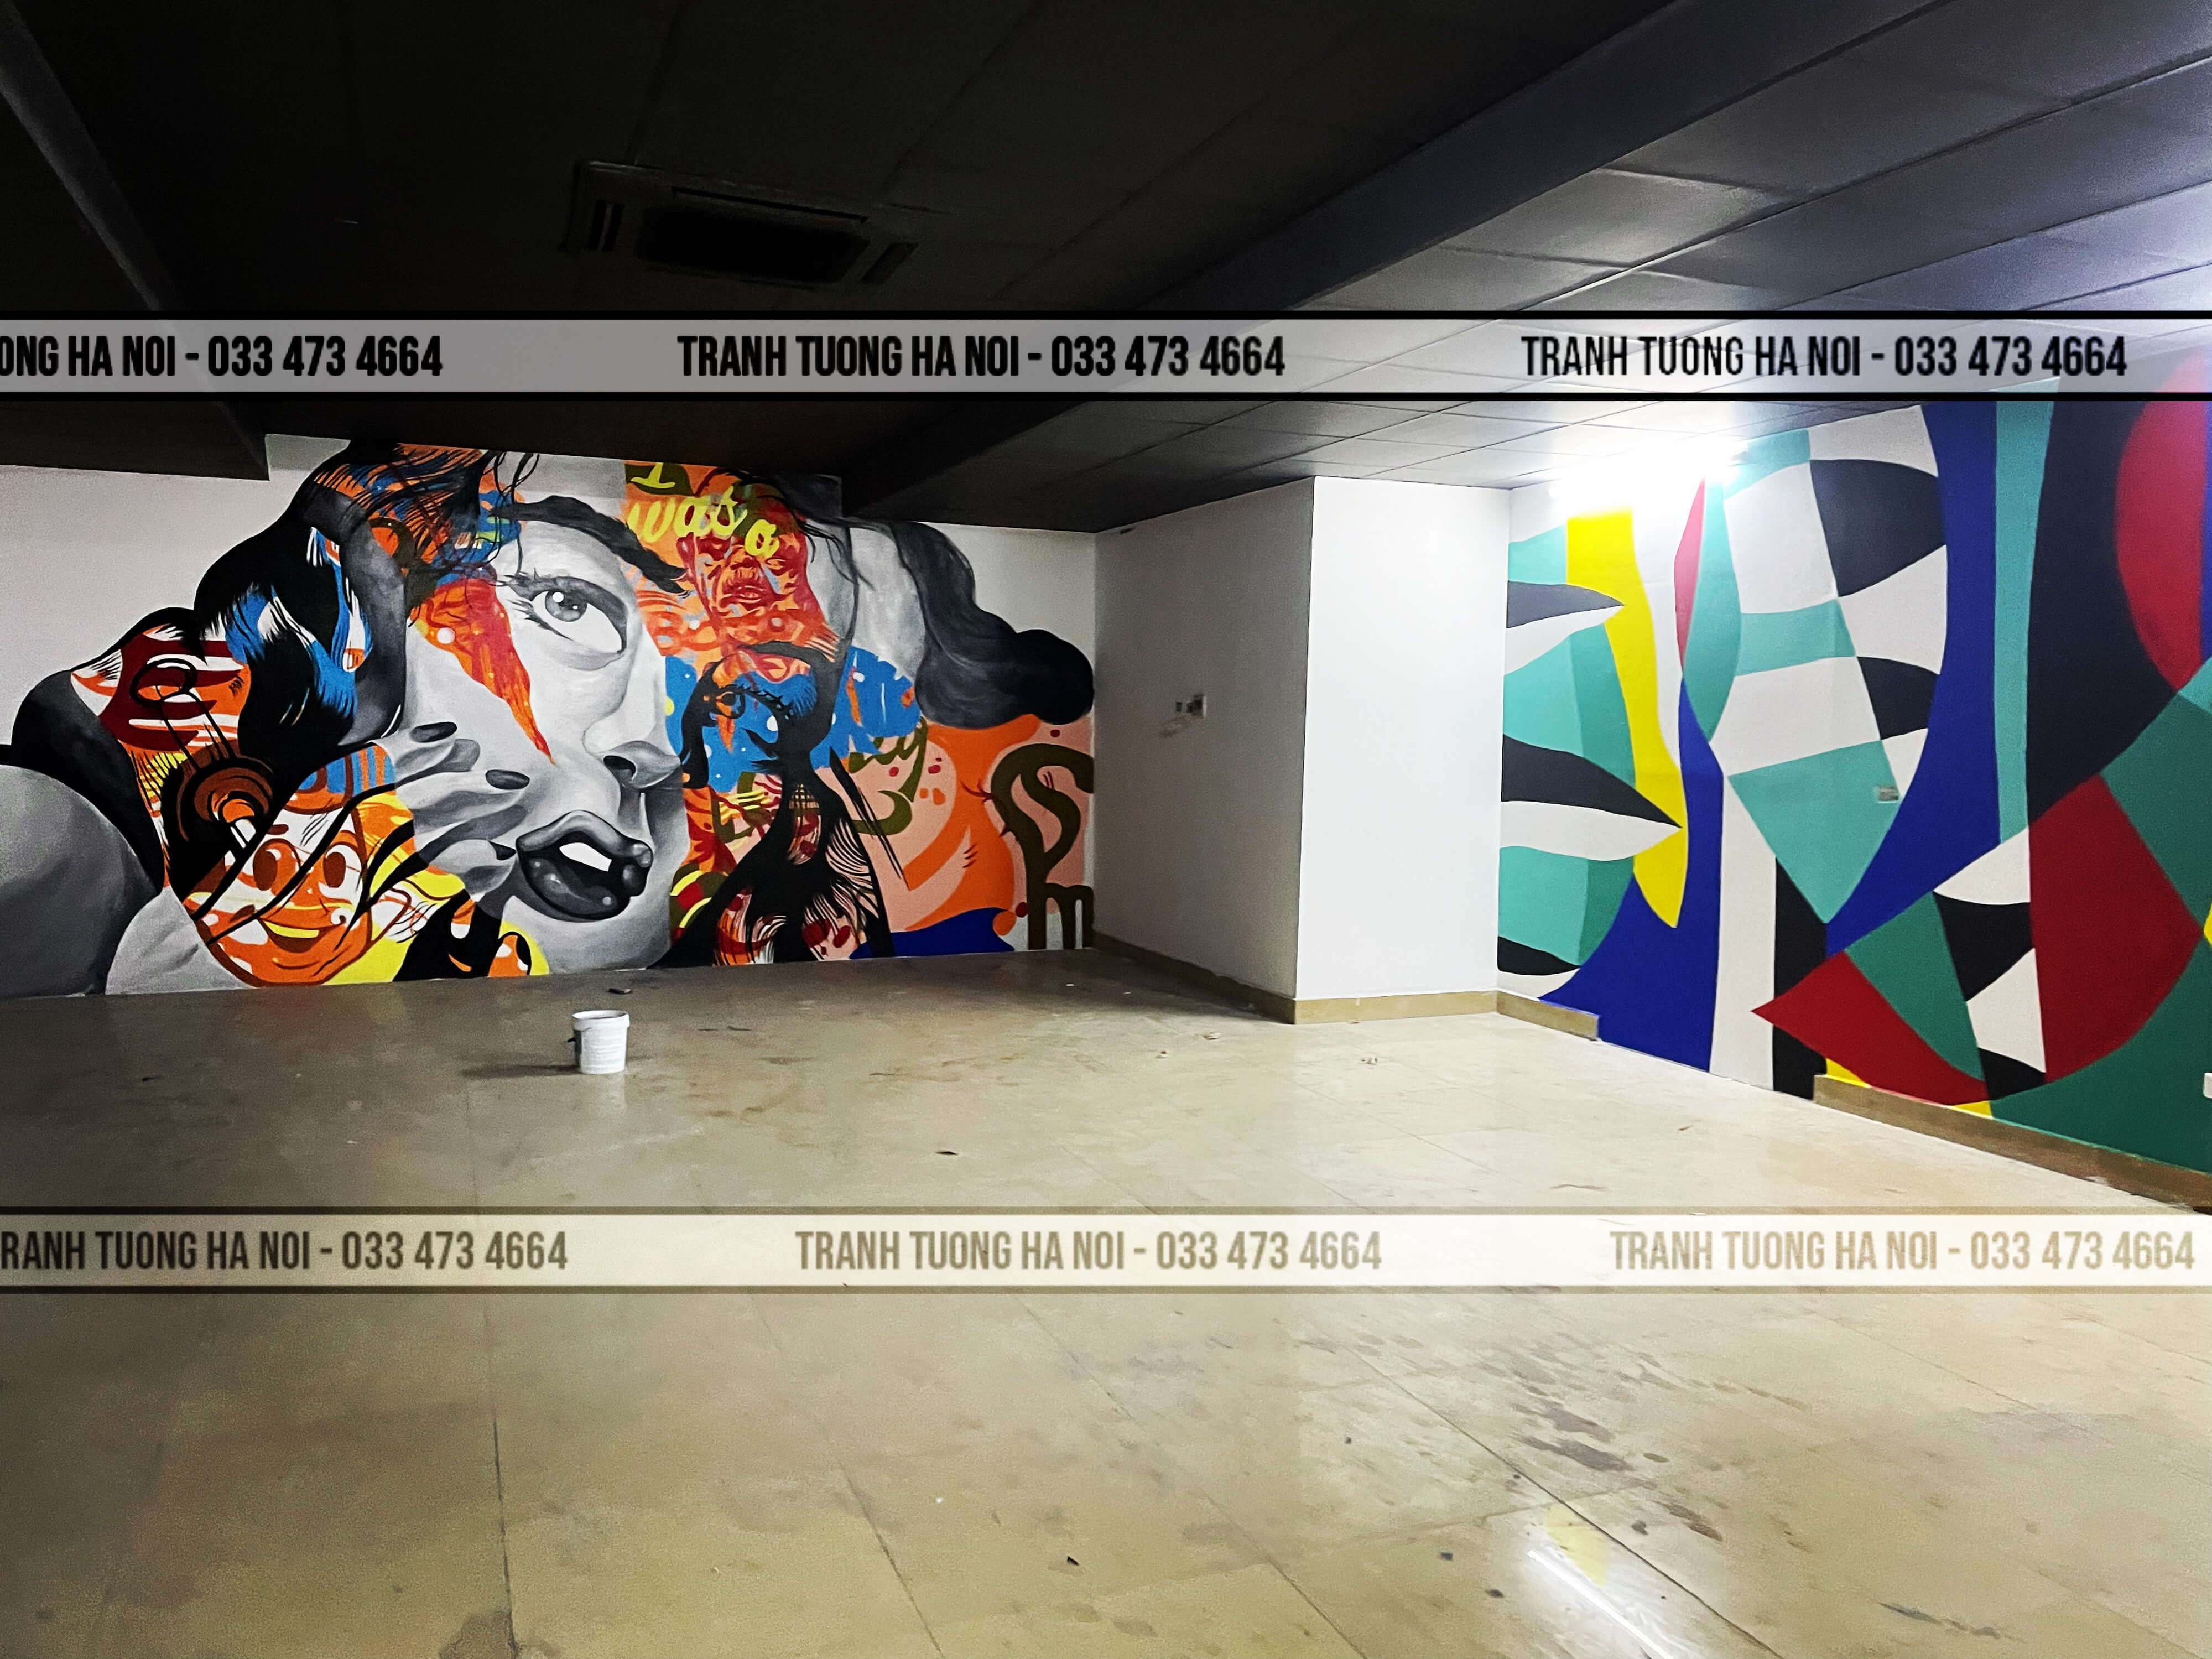 ONG HA NOI - 033 473 4664 TRANH TUONG HA NOI - 033 473 4664 TRANH TUONG HA NOI - 033 473 4664
I
was
a
S
m
RANH TUONG HA NOI - 033 473 4664 TRANH TUONG HA NOI - 033 473 4664 TRANH TUONG HA NOI - 033 473 4664